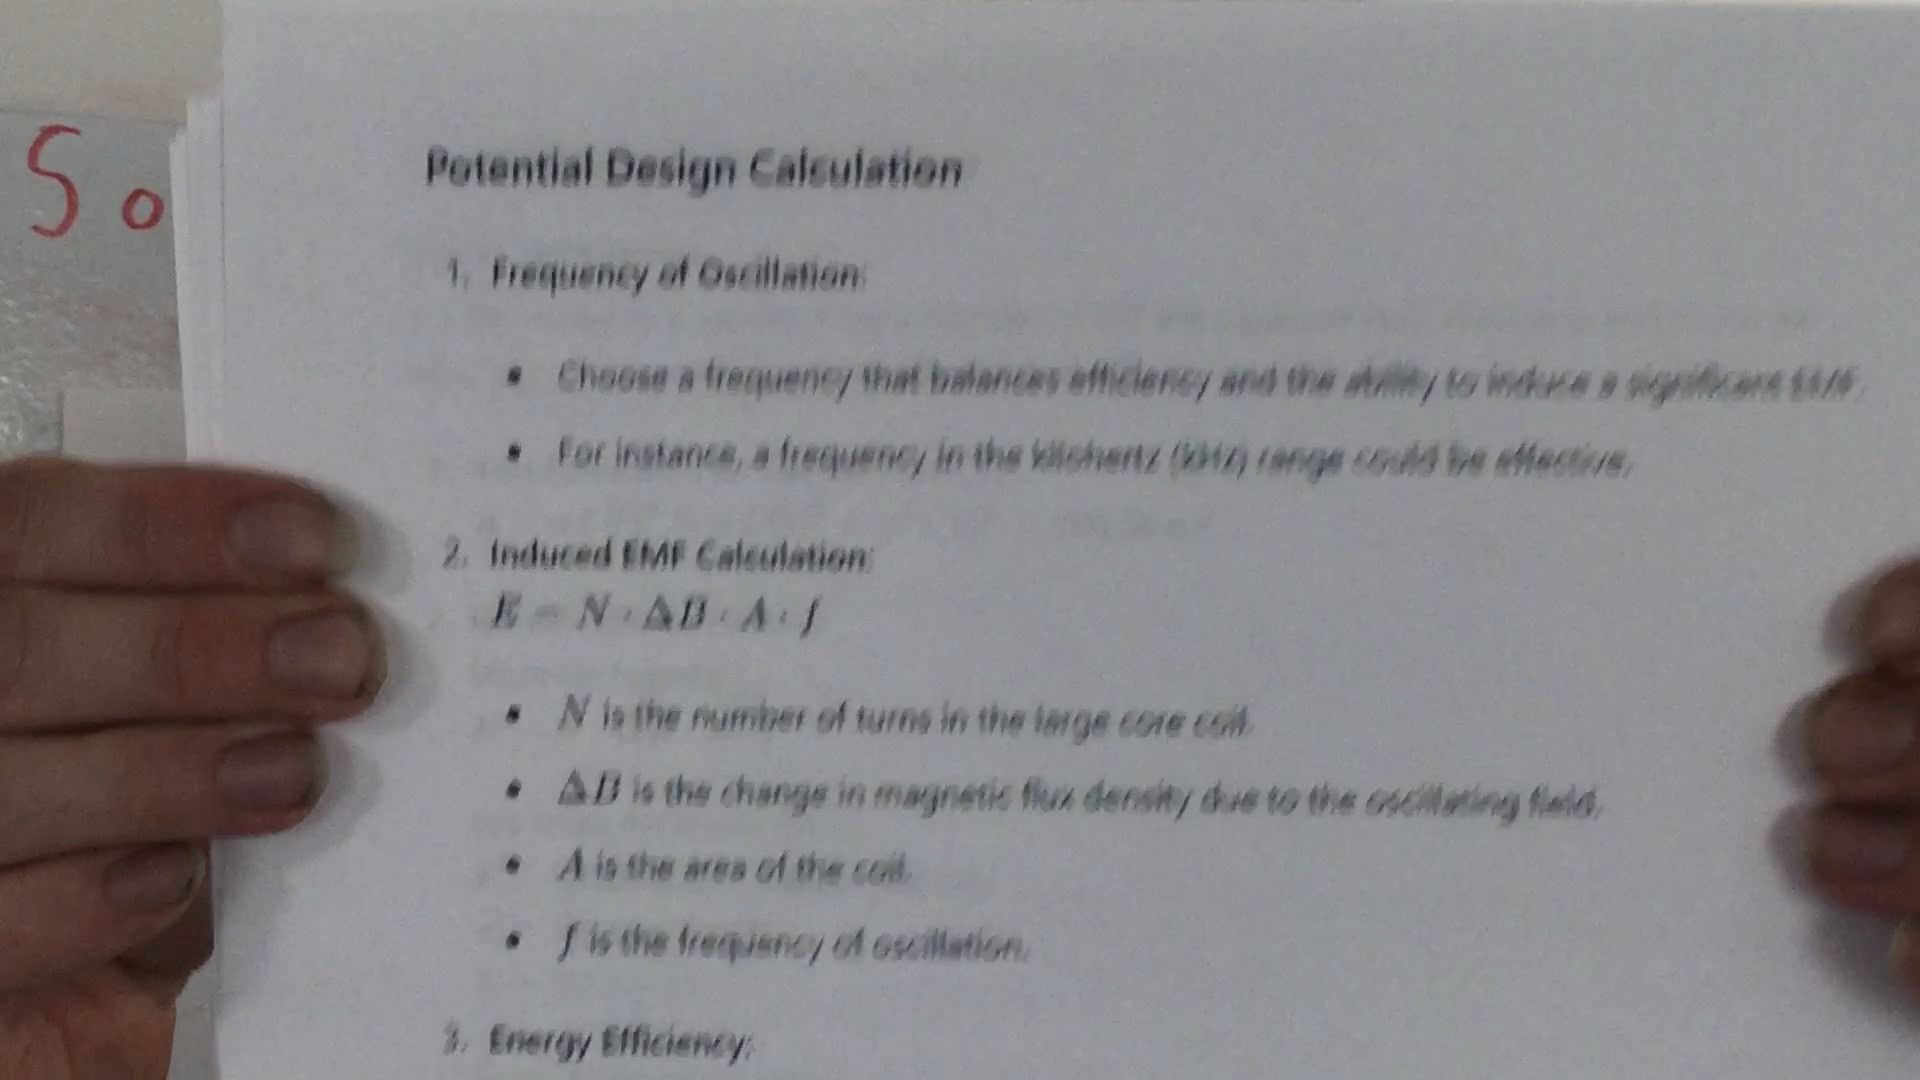 So
Potential Design Calculation
1. Frequency of Oscillation:
• Choose a frequency that balances efficiency and the ability to induce a significant EMF.
• For instance, a frequency in the kilohertz (kHz) range could be effective.
2. Induced EMF Calculation:
E = N · ΔB · A · f
• N is the number of turns in the large core coil.
• ΔB is the change in magnetic flux density due to the oscillating field.
• A is the area of the coil.
• f is the frequency of oscillation.
3. Energy Efficiency: